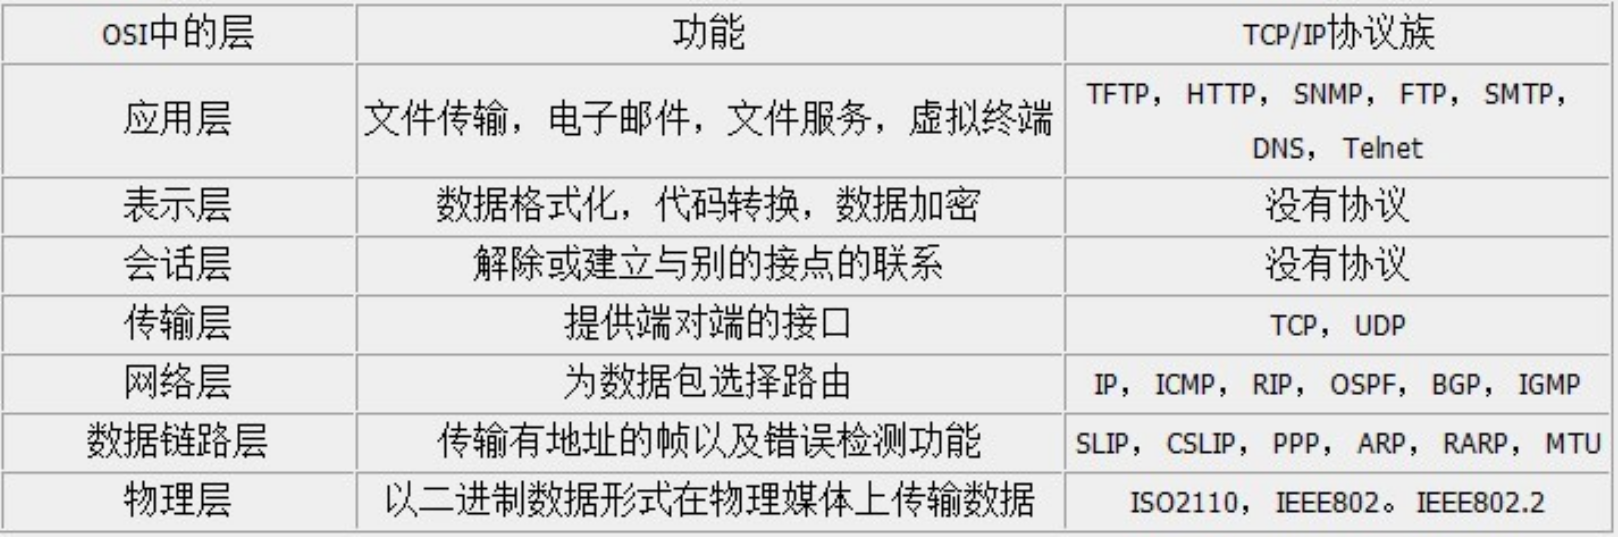 OSI中的层 功能 TCP/IP协议族
应用层 文件传输，电子邮件，文件服务，虚拟终端 TFTP，HTTP，SNMP，FTP，SMTP，
DNS，Telnet
表示层 数据格式化，代码转换，数据加密 没有协议
会话层 解除或建立与别的接点的联系 没有协议
传输层 提供端对端的接口 TCP，UDP
网络层 为数据包选择路由 IP，ICMP，RIP，OSPF，BGP，IGMP
数据链路层 传输有地址的帧以及错误检测功能 SLIP，CSLIP，PPP，ARP，RARP，MTU
物理层 以二进制数据形式在物理媒体上传输数据 ISO2110，IEEE802。IEEE802.2